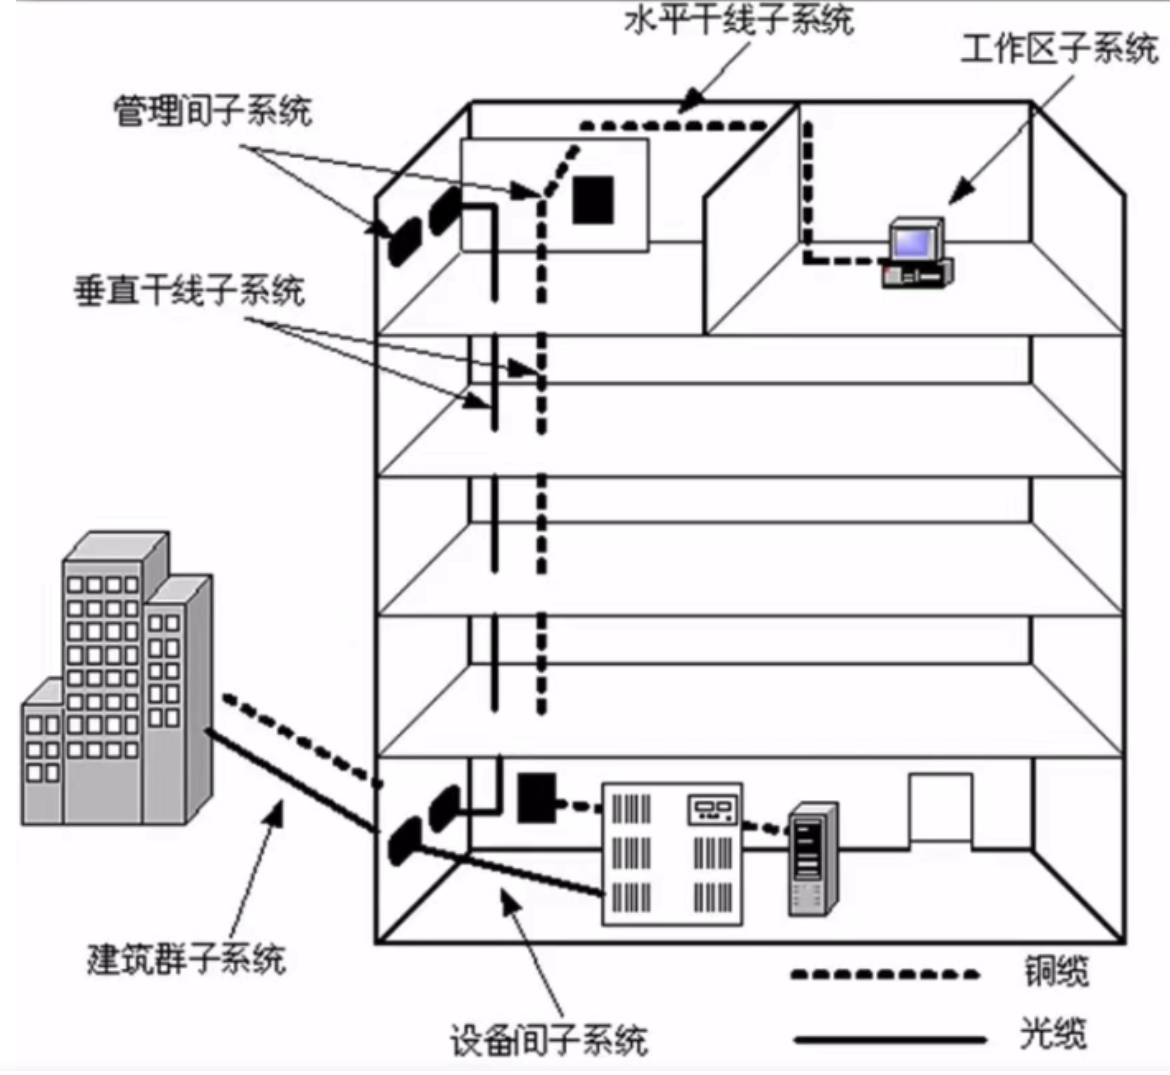 水平干线子系统
工作区子系统
管理间子系统
垂直干线子系统
建筑群子系统
铜缆
光缆
设备间子系统